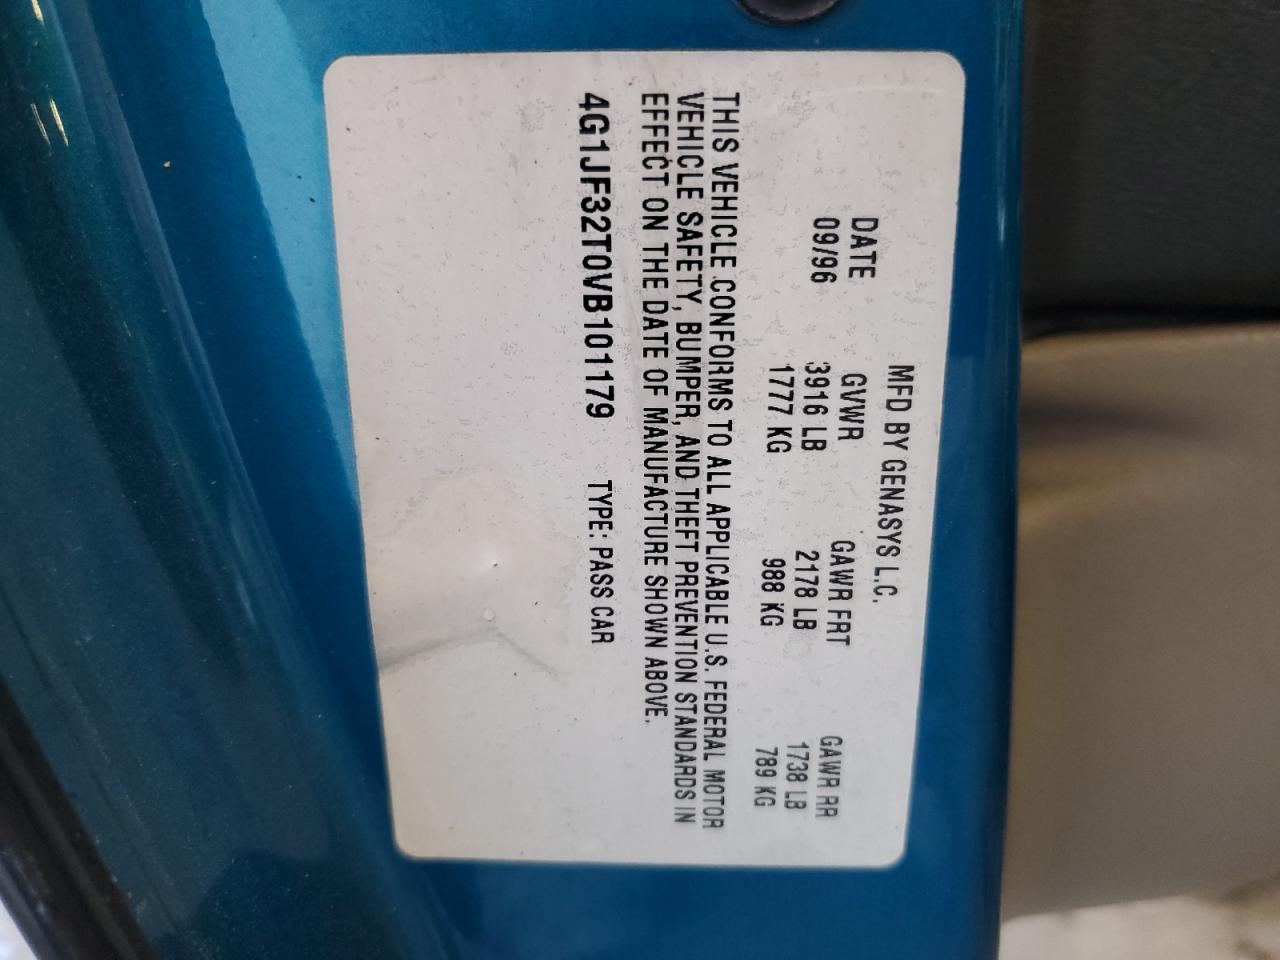 MFD BY GENASYS L.C.
DATE GVWR GAWR FRT GAWR RR
09/96 3916 LB 2178 LB 1738 LB
1777 KG 988 KG 789 KG
THIS VEHICLE CONFORMS TO ALL APPLICABLE U.S. FEDERAL MOTOR
VEHICLE SAFETY, BUMPER, AND THEFT PREVENTION STANDARDS IN
EFFECT ON THE DATE OF MANUFACTURE SHOWN ABOVE.
4G1JF32T0VB101179 TYPE: PASS CAR